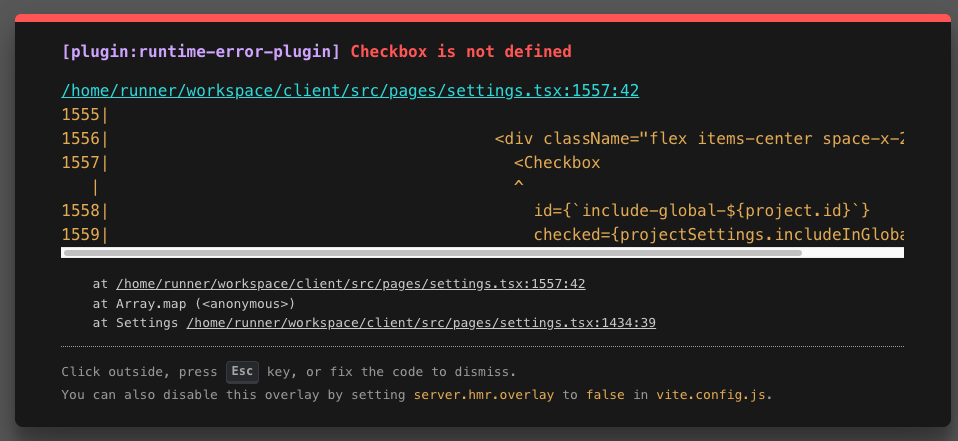 [plugin:runtime-error-plugin] Checkbox is not defined
/home/runner/workspace/client/src/pages/settings.tsx:1557:42
1555|
1556| <div className="flex items-center space-x-2
1557| <Checkbox
| ^
1558| id={`include-global-${project.id}`}
1559| checked={projectSettings.includeInGloba
at /home/runner/workspace/client/src/pages/settings.tsx:1557:42
at Array.map (<anonymous>)
at Settings /home/runner/workspace/client/src/pages/settings.tsx:1434:39
Click outside, press Esc key, or fix the code to dismiss.
You can also disable this overlay by setting server.hmr.overlay to false in vite.config.js.